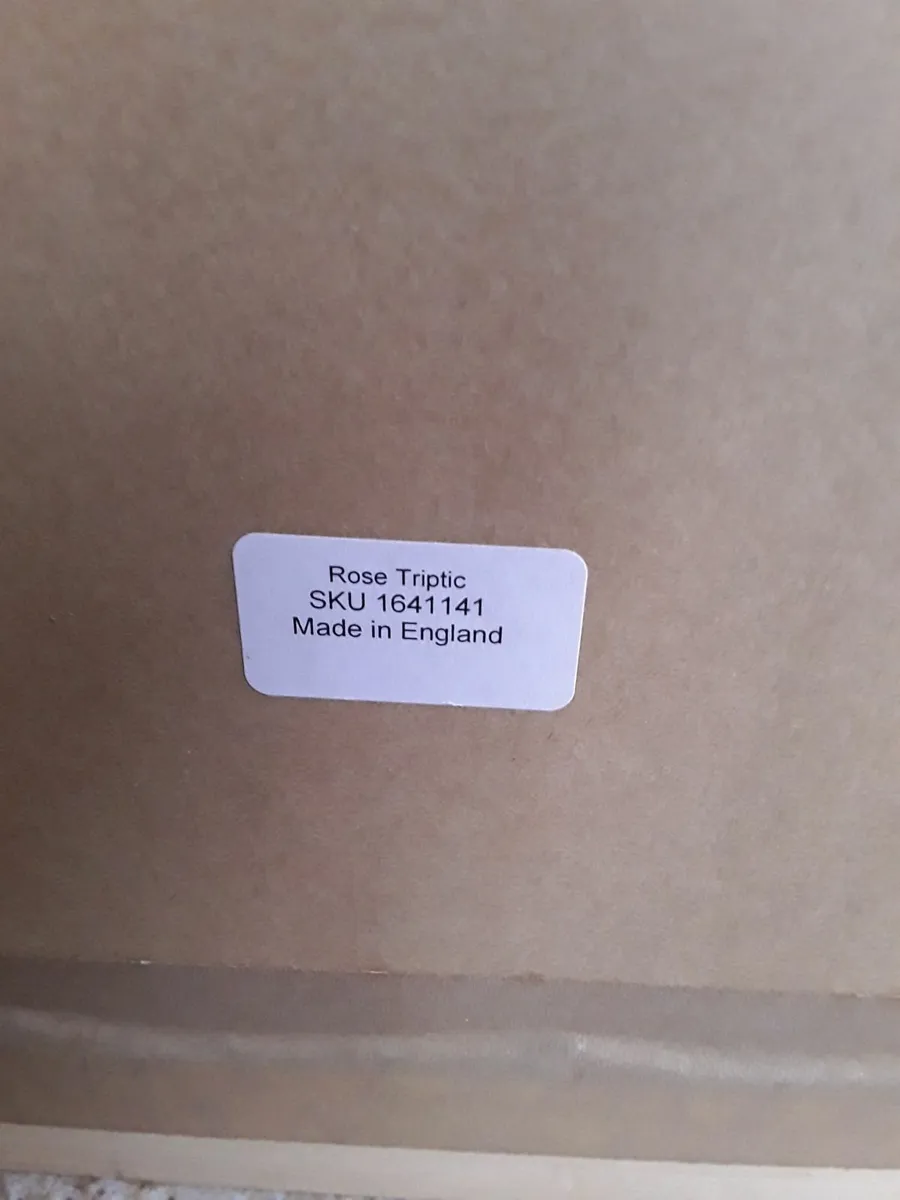 Rose Triptic
SKU 1641141
Made in England